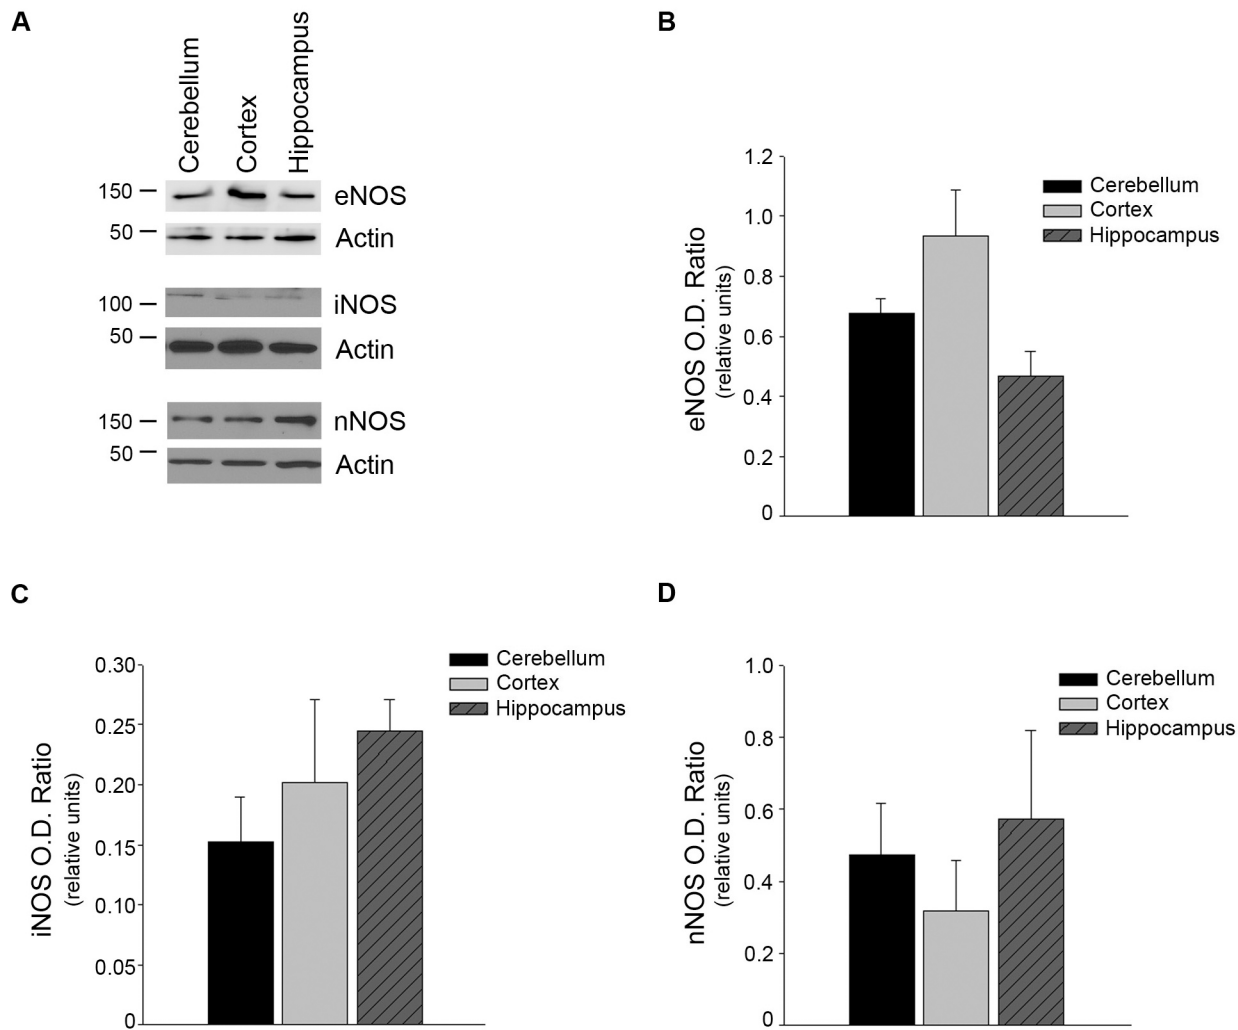 A
Cerebellum
Cortex
Hippocampus
150
eNOS
50
Actin
100
iNOS
50
Actin
150
nNOS
50
Actin
B
1.2
1.0
0.8
0.6
0.4
0.2
0
eNOS O.D. Ratio
(relative units)
Cerebellum
Cortex
Hippocampus
C
0.30
0.25
0.20
0.15
0.10
0.05
0
iNOS O.D. Ratio
(relative units)
Cerebellum
Cortex
Hippocampus
D
1.0
0.8
0.6
0.4
0.2
0
nNOS O.D. Ratio
(relative units)
Cerebellum
Cortex
Hippocampus